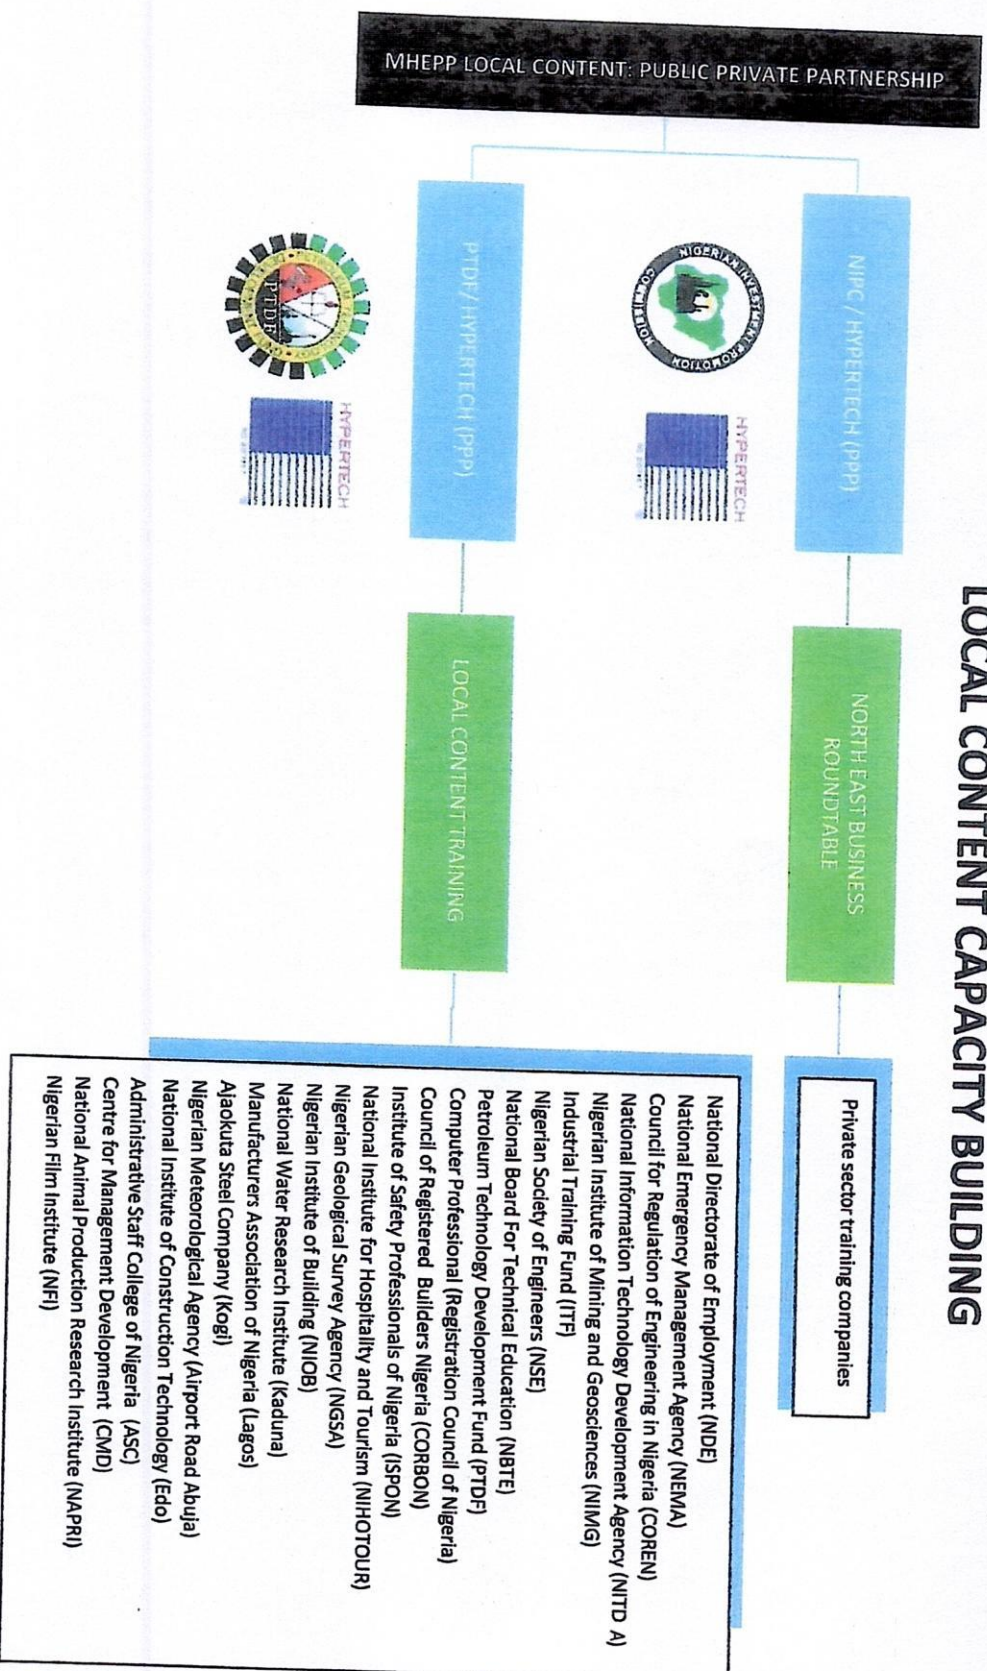 LOCAL CONTENT CAPACITY BUILDING
MHEPP LOCAL CONTENT: PUBLIC PRIVATE PARTNERSHIP
NIPC / HYPERTECH (PPP)
NIGERIAN INVESTMENT PROMOTION
COMMISSION
HYPERTECH
NORTH EAST BUSINESS
ROUNDTABLE
Private sector training companies
PTDF/ HYPERTECH (PPP)
PTDF
HYPERTECH
LOCAL CONTENT TRAINING
National Directorate of Employment (NDE)
National Emergency Management Agency (NEMA)
Council for Regulation of Engineering in Nigeria (COREN)
National Information Technology Development Agency (NITD A)
Nigerian Institute of Mining and Geosciences (NIMG)
Industrial Training Fund (ITF)
Nigerian Society of Engineers (NSE)
National Board For Technical Education (NBTE)
Petroleum Technology Development Fund (PTDF)
Computer Professional (Registration Council of Nigeria)
Council of Registered Builders Nigeria (CORBON)
Institute of Safety Professionals of Nigeria (ISPON)
National Institute for Hospitality and Tourism (NIHOTOUR)
Nigerian Geological Survey Agency (NGSA)
Nigerian Institute of Building (NIOB)
National Water Research Institute (Kaduna)
Manufacturers Association of Nigeria (Lagos)
Ajaokuta Steel Company (Kogi)
Nigerian Meteorological Agency (Airport Road Abuja)
National Institute of Construction Technology (Edo)
Administrative Staff College of Nigeria (ASC)
Centre for Management Development (CMD)
National Animal Production Research Institute (NAPRI)
Nigerian Film Institute (NFI)